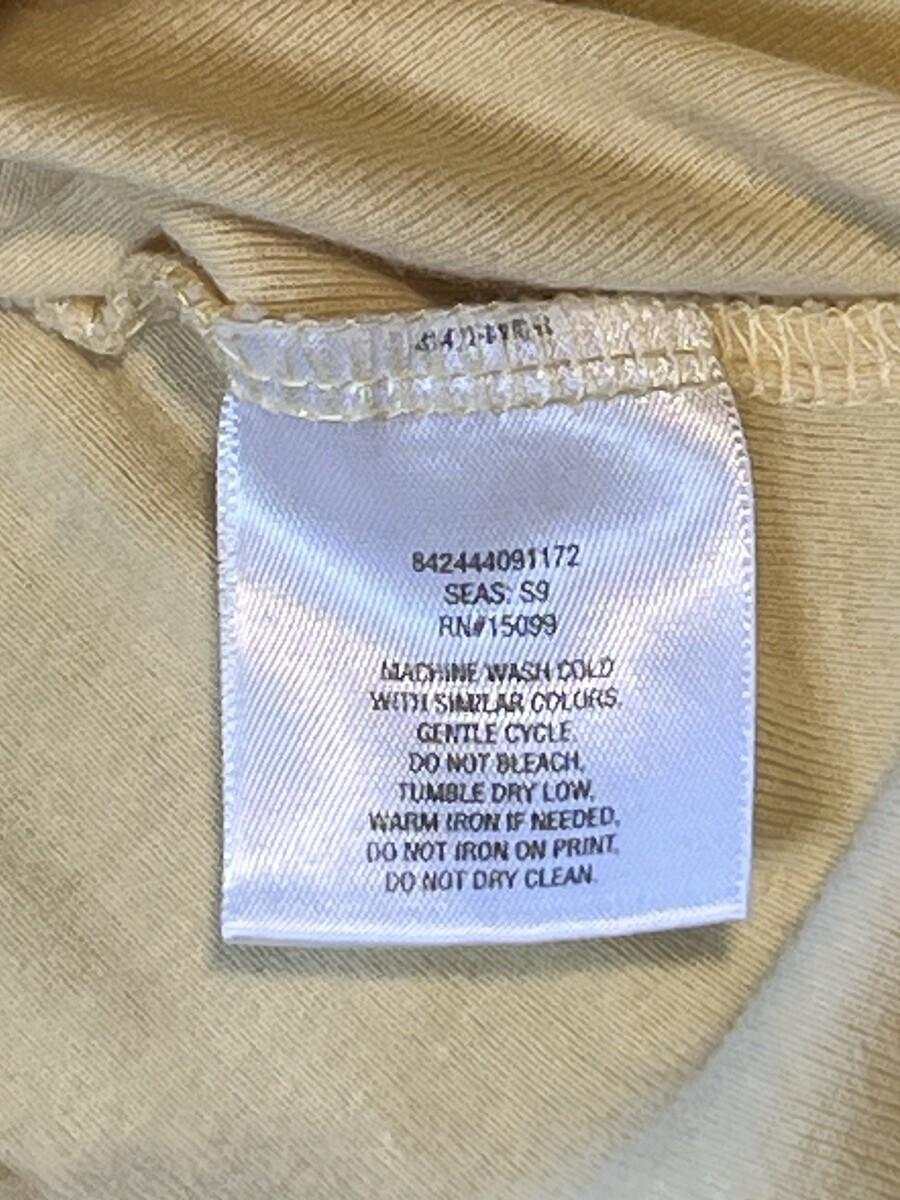 842444091172
SEAS: S9
RN#15099
MACHINE WASH COLD
WITH SIMILAR COLORS.
GENTLE CYCLE.
DO NOT BLEACH.
TUMBLE DRY LOW.
WARM IRON IF NEEDED.
DO NOT IRON ON PRINT.
DO NOT DRY CLEAN.